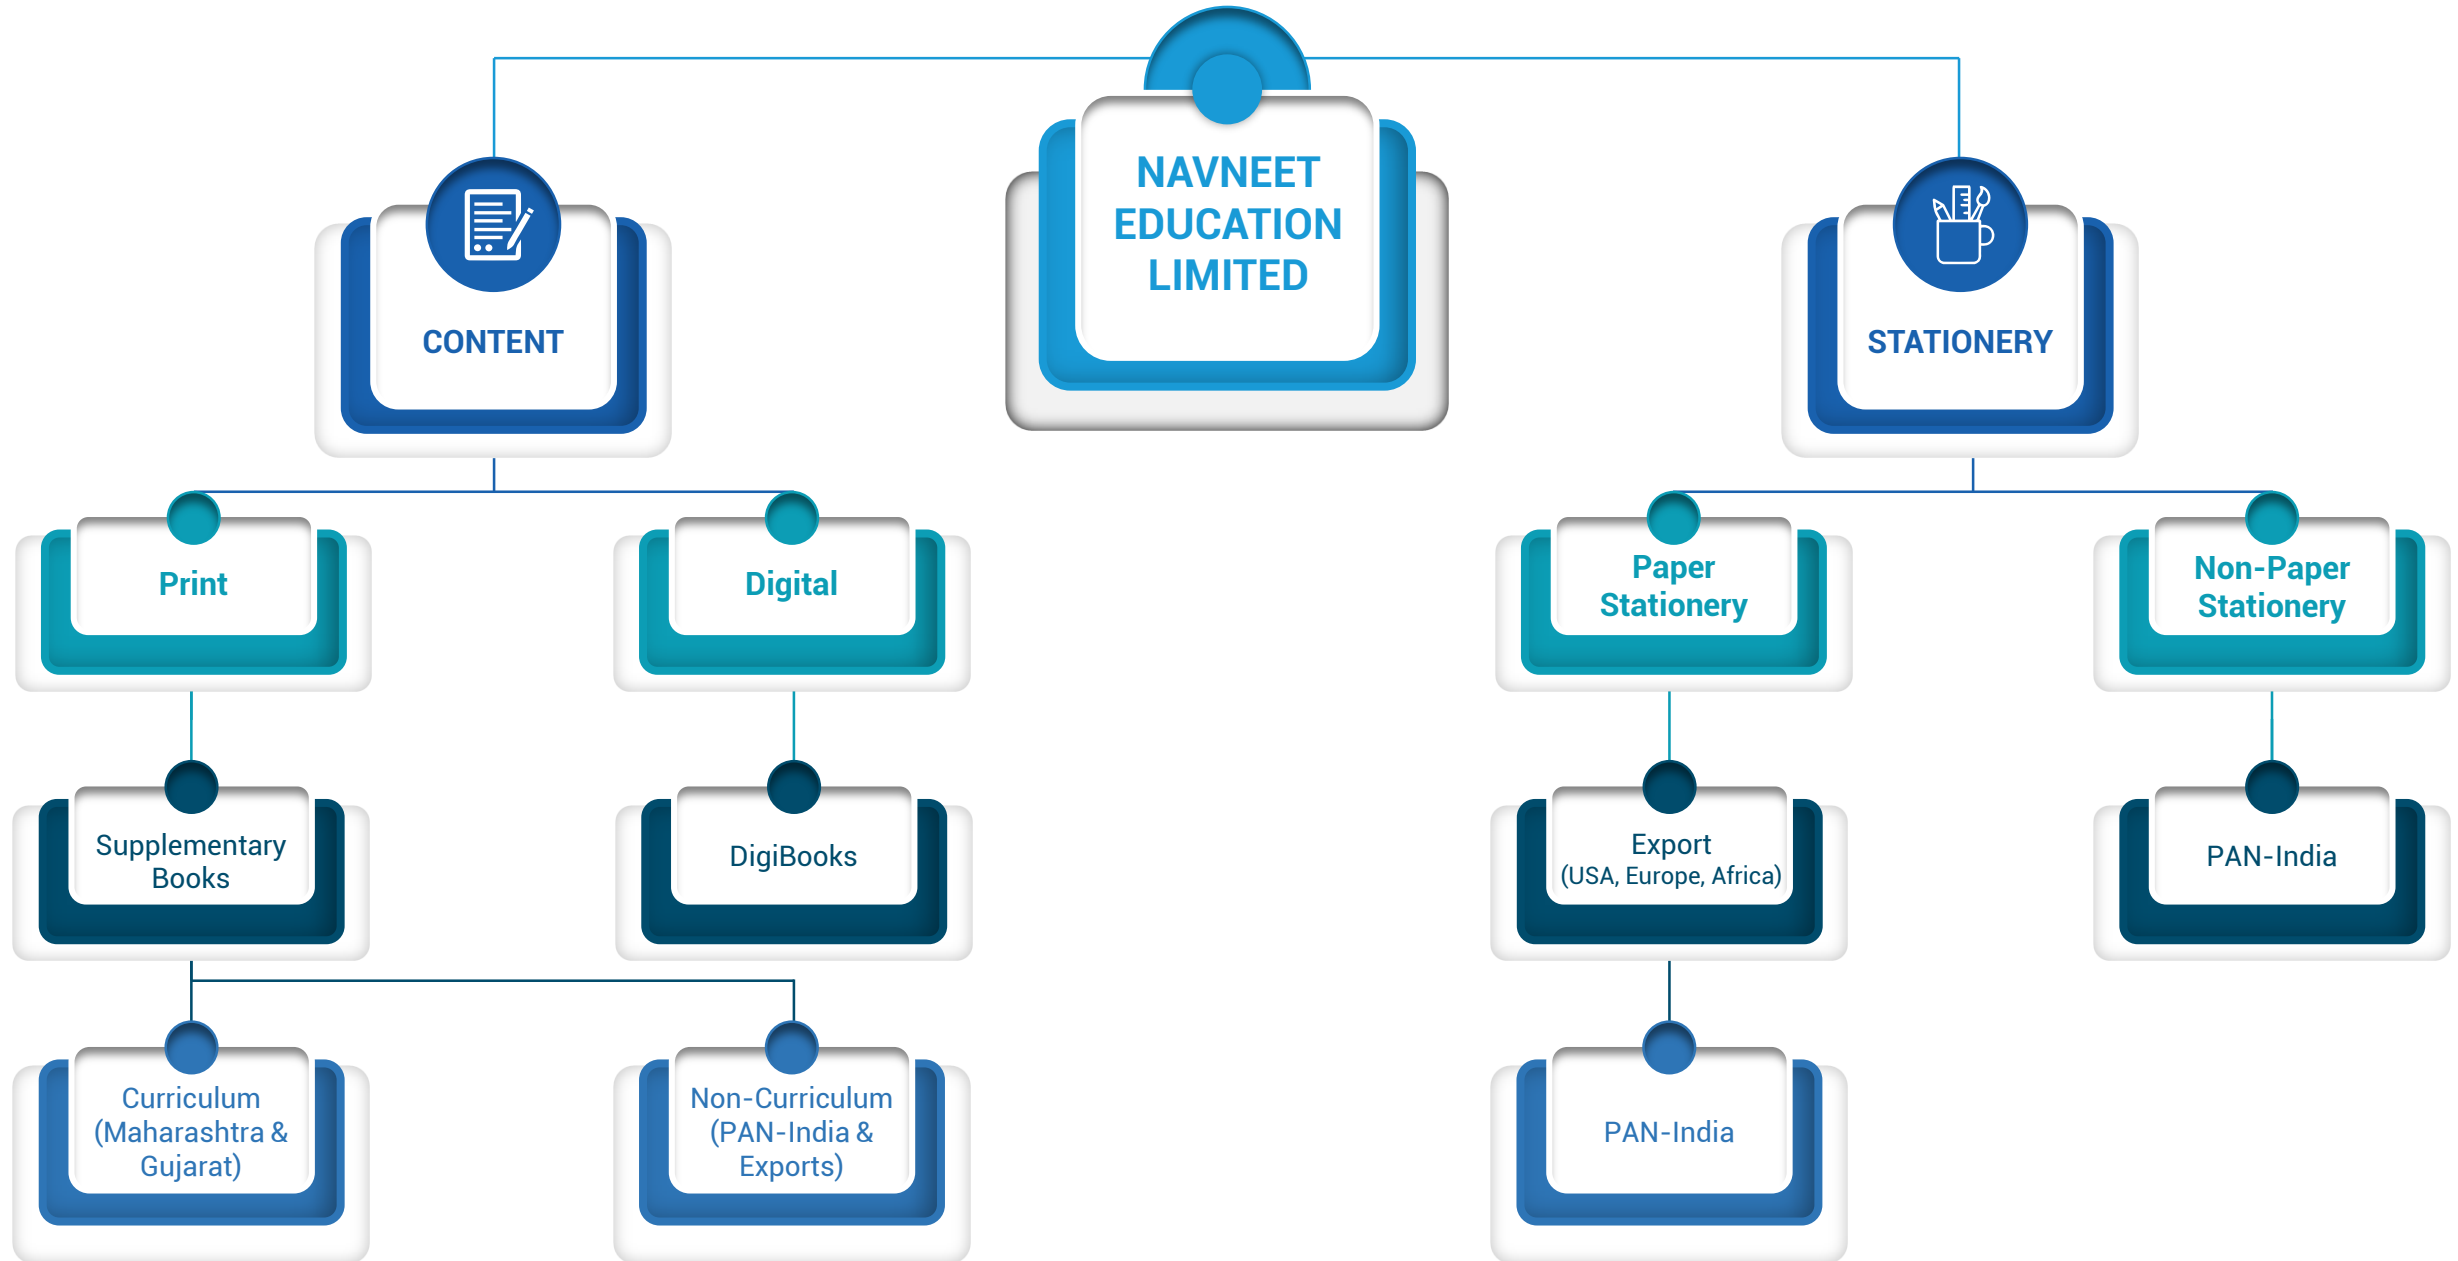 NAVNEET
EDUCATION
LIMITED
CONTENT
STATIONERY
Print
Digital
Paper
Stationery
Non-Paper
Stationery
Supplementary
Books
DigiBooks
Export
(USA, Europe, Africa)
PAN-India
Curriculum
(Maharashtra &
Gujarat)
Non-Curriculum
(PAN-India &
Exports)
PAN-India